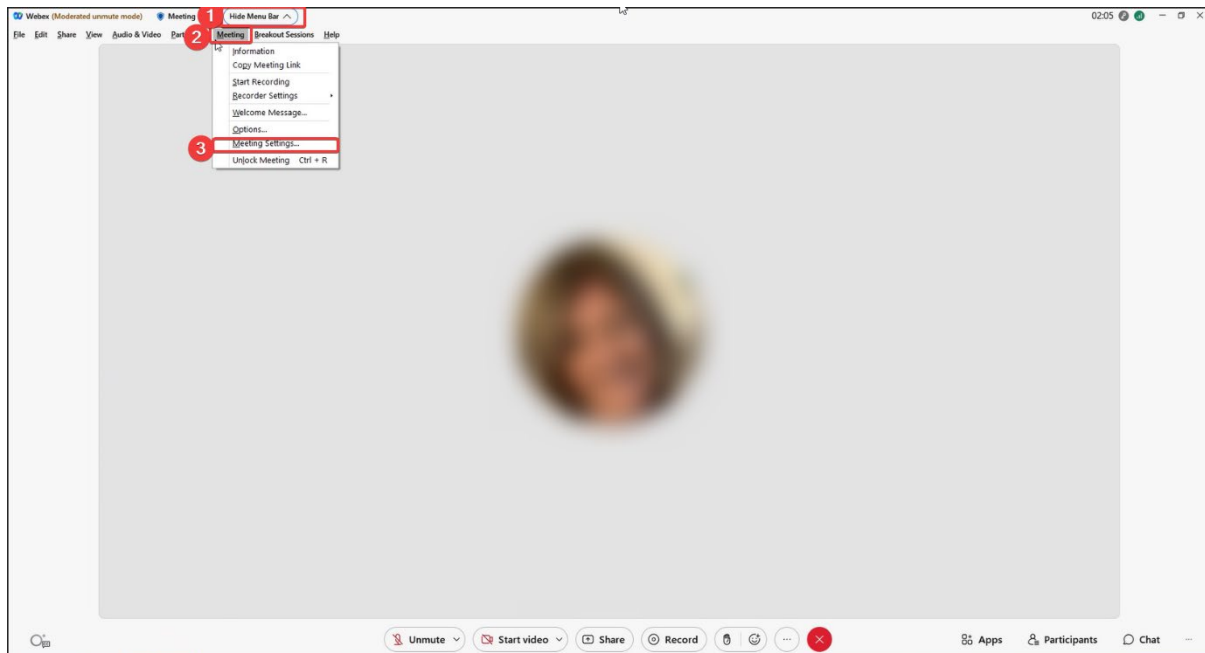 Webex (Moderated unmute mode) Meeting 1 Hide Menu Bar 02:05
File Edit Share View Audio & Video 2 Meeting Breakout Sessions Help
Information
Copy Meeting Link
Start Recording
Recorder Settings
Welcome Message...
Options...
3 Meeting Settings...
Unlock Meeting Ctrl + R
Unmute Start video Share Record ... Apps Participants Chat ...